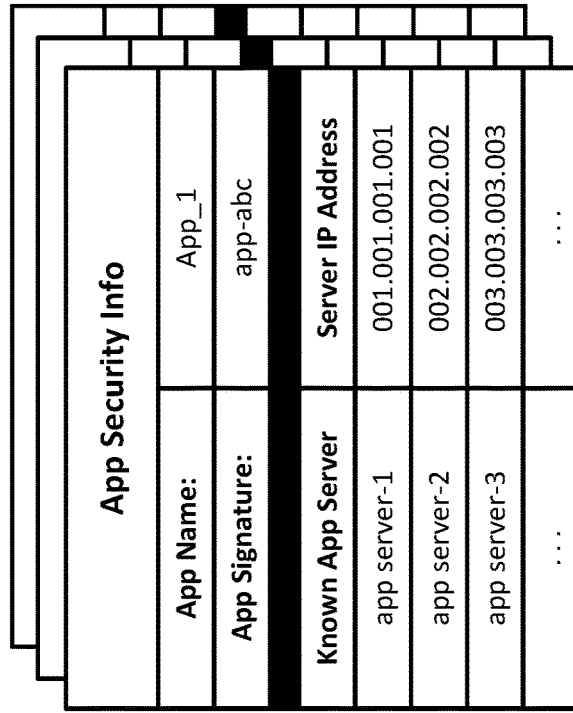 App Security Info
App Name: App_1
App Signature: app-abc
Known App Server Server IP Address
app server-1 001.001.001.001
app server-2 002.002.002.002
app server-3 003.003.003.003
... ...